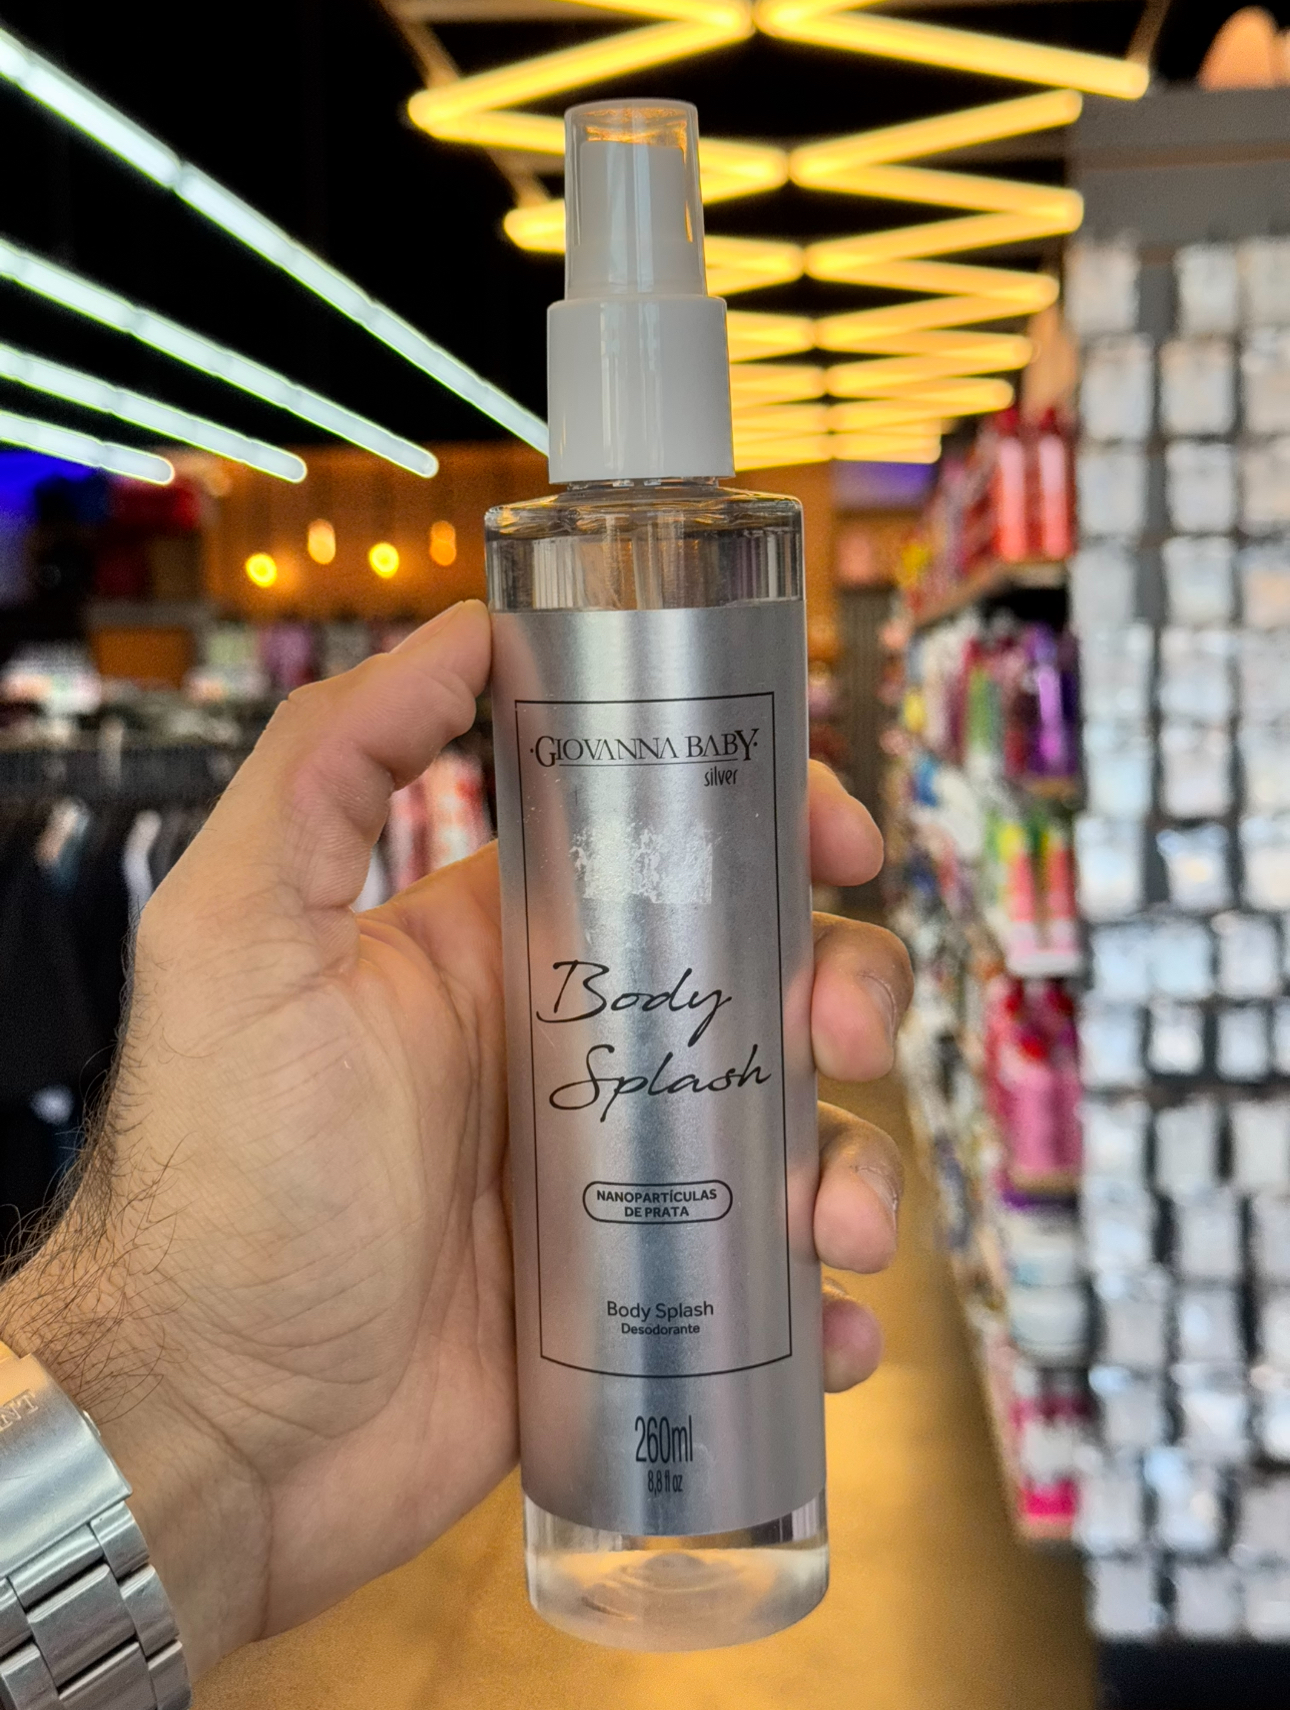 ·GIOVANNA BABY·
silver
Body
Splash
NANOPARTÍCULAS
DE PRATA
Body Splash
Desodorante
260ml
8,8 fl oz